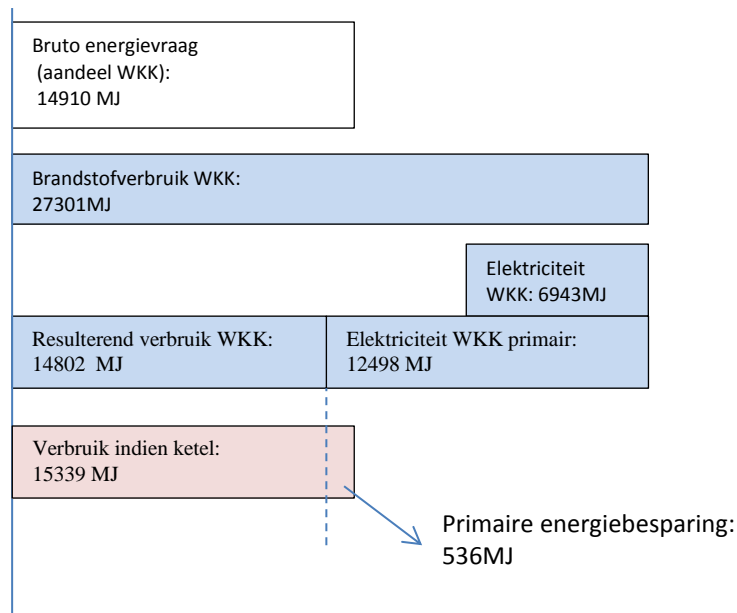 Bruto energievraag
(aandeel WKK):
14910 MJ
Brandstofverbruik WKK:
27301MJ
Elektriciteit
WKK: 6943MJ
Resulterend verbruik WKK:
14802 MJ
Elektriciteit WKK primair:
12498 MJ
Verbruik indien ketel:
15339 MJ
Primaire energiebesparing:
536MJ